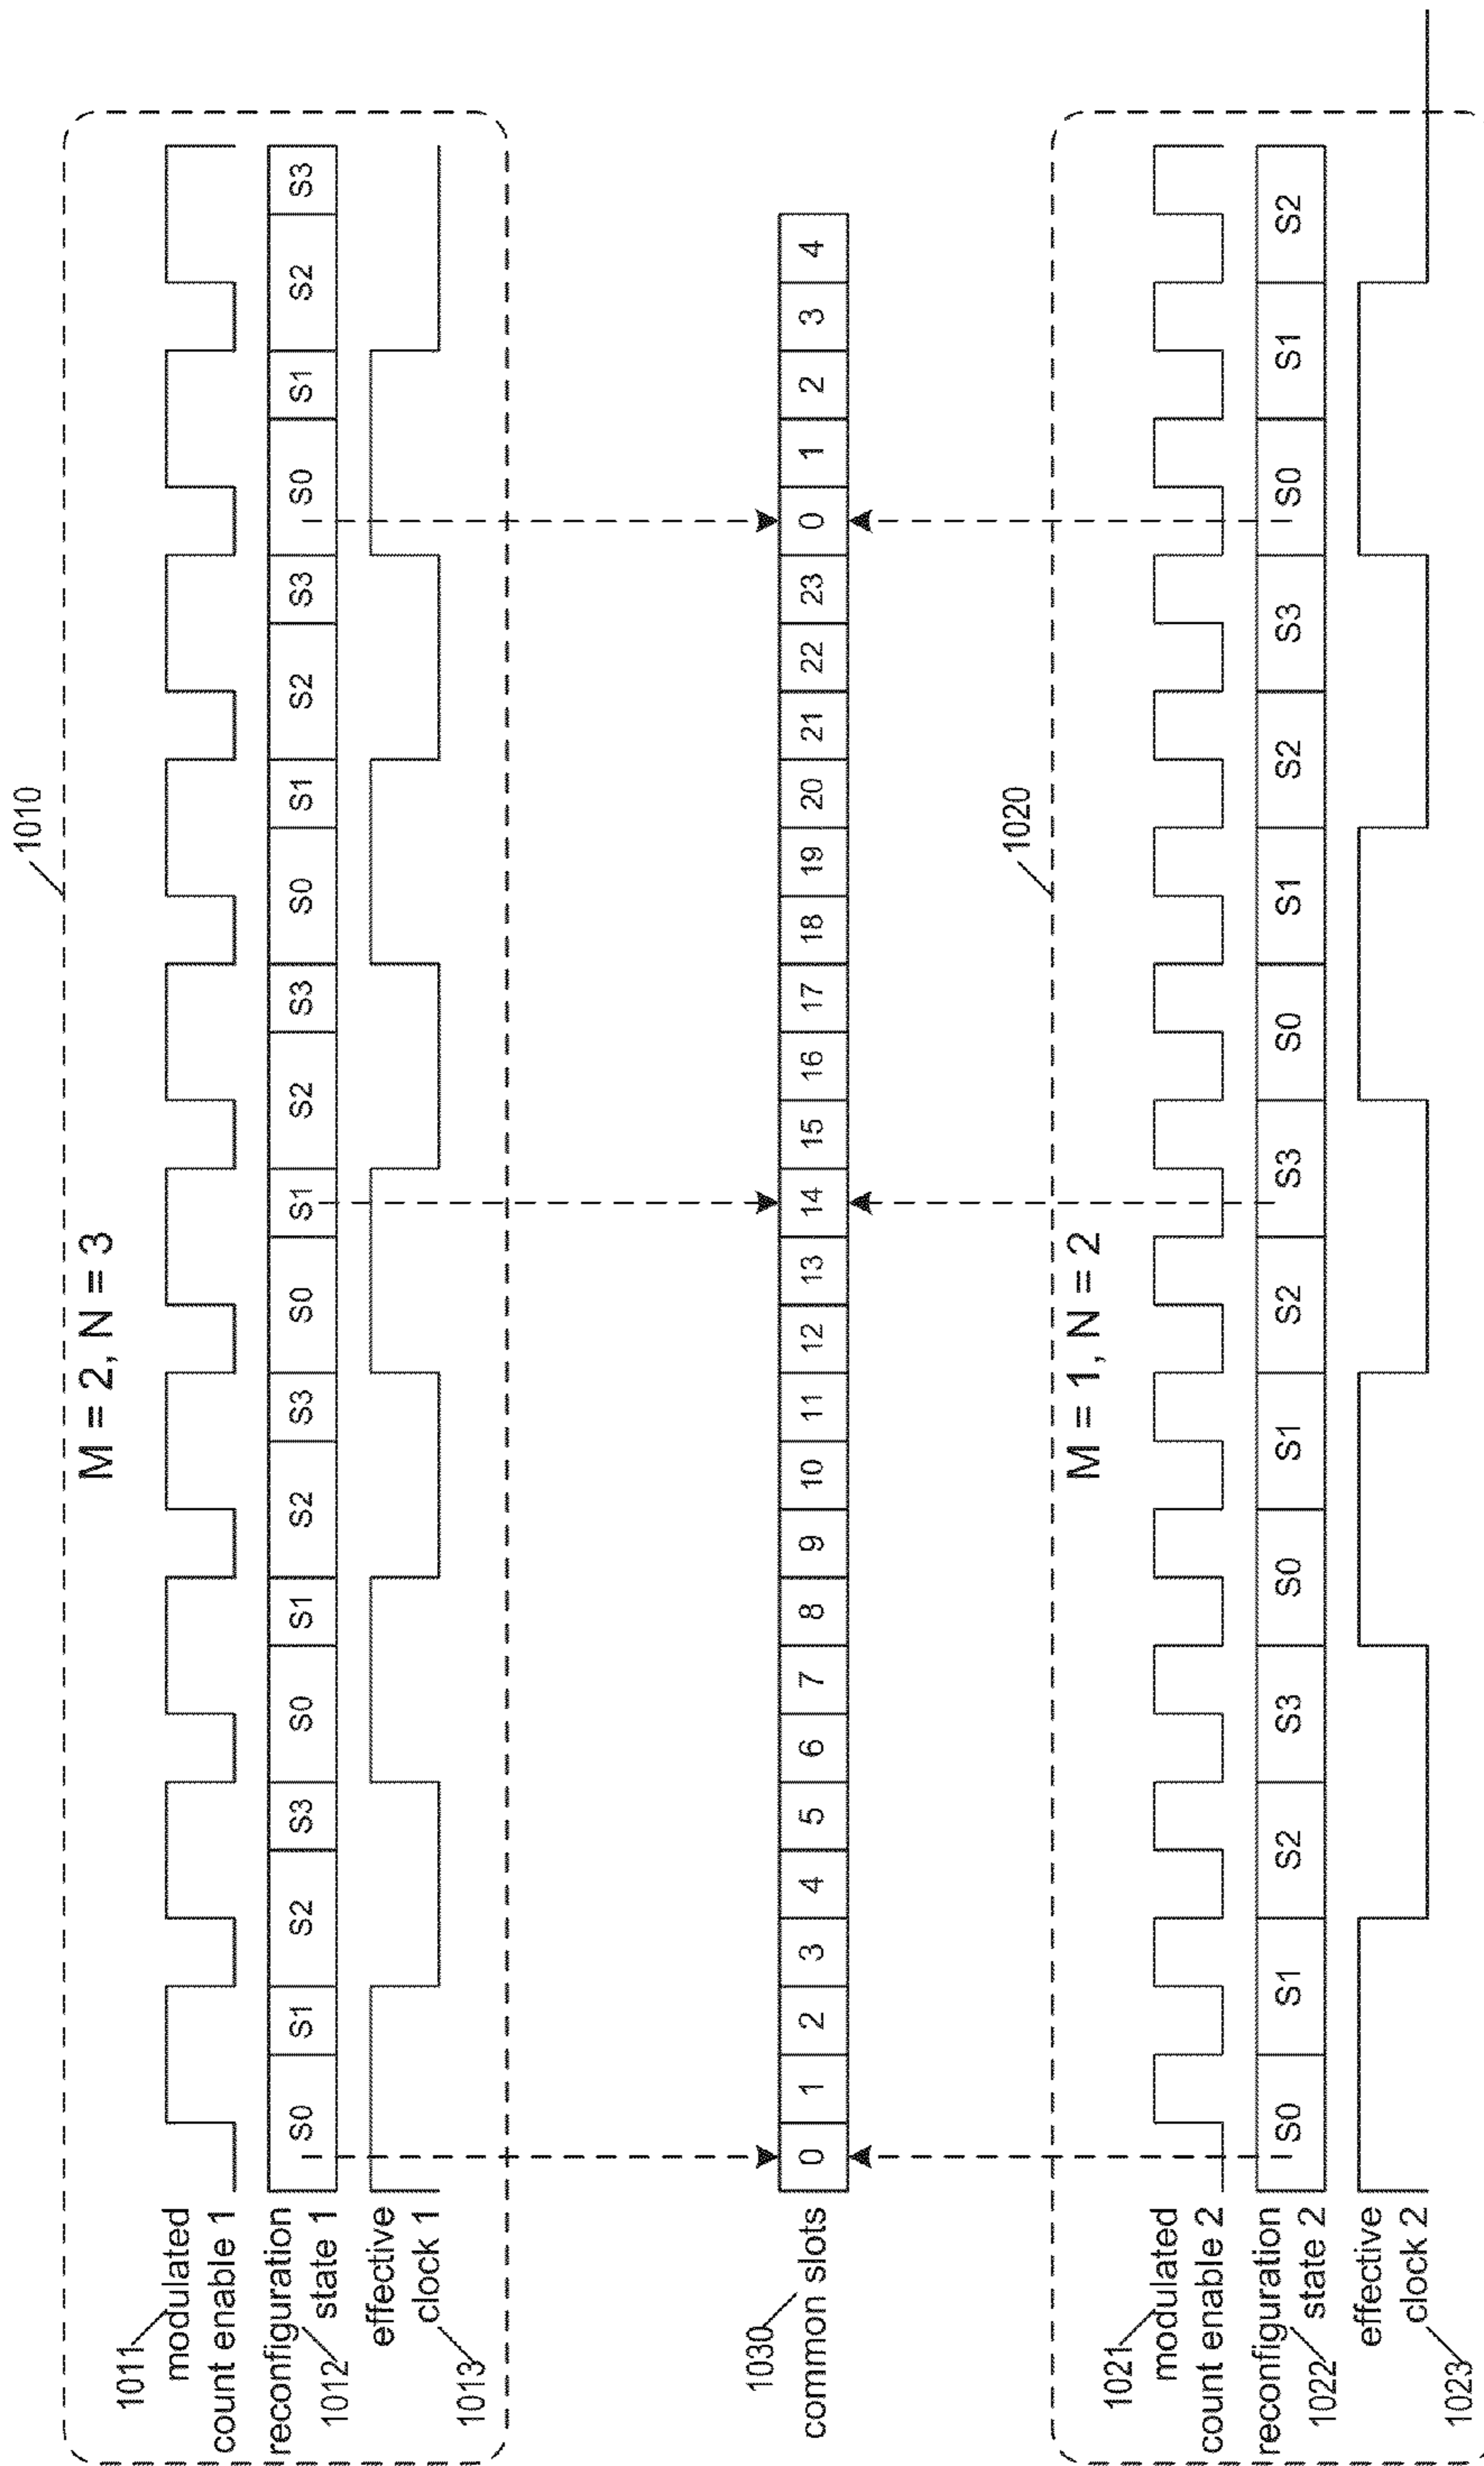 1010
M = 2, N = 3
1011
modulated
count enable 1
reconfiguration
state 1
S0 S1 S2 S3 S0 S1 S2 S3 S0 S1 S2 S3 S0 S1 S2 S3 S0 S1 S2 S3
1012
effective
clock 1
1013
1030
common slots
0 1 2 3 4 5 6 7 8 9 10 11 12 13 14 15 16 17 18 19 20 21 22 23 0 1 2 3 4
1020
M = 1, N = 2
1021
modulated
count enable 2
reconfiguration
state 2
S0 S1 S2 S3 S0 S1 S2 S3 S0 S1 S2 S3 S0 S1 S2
1022
effective
clock 2
1023